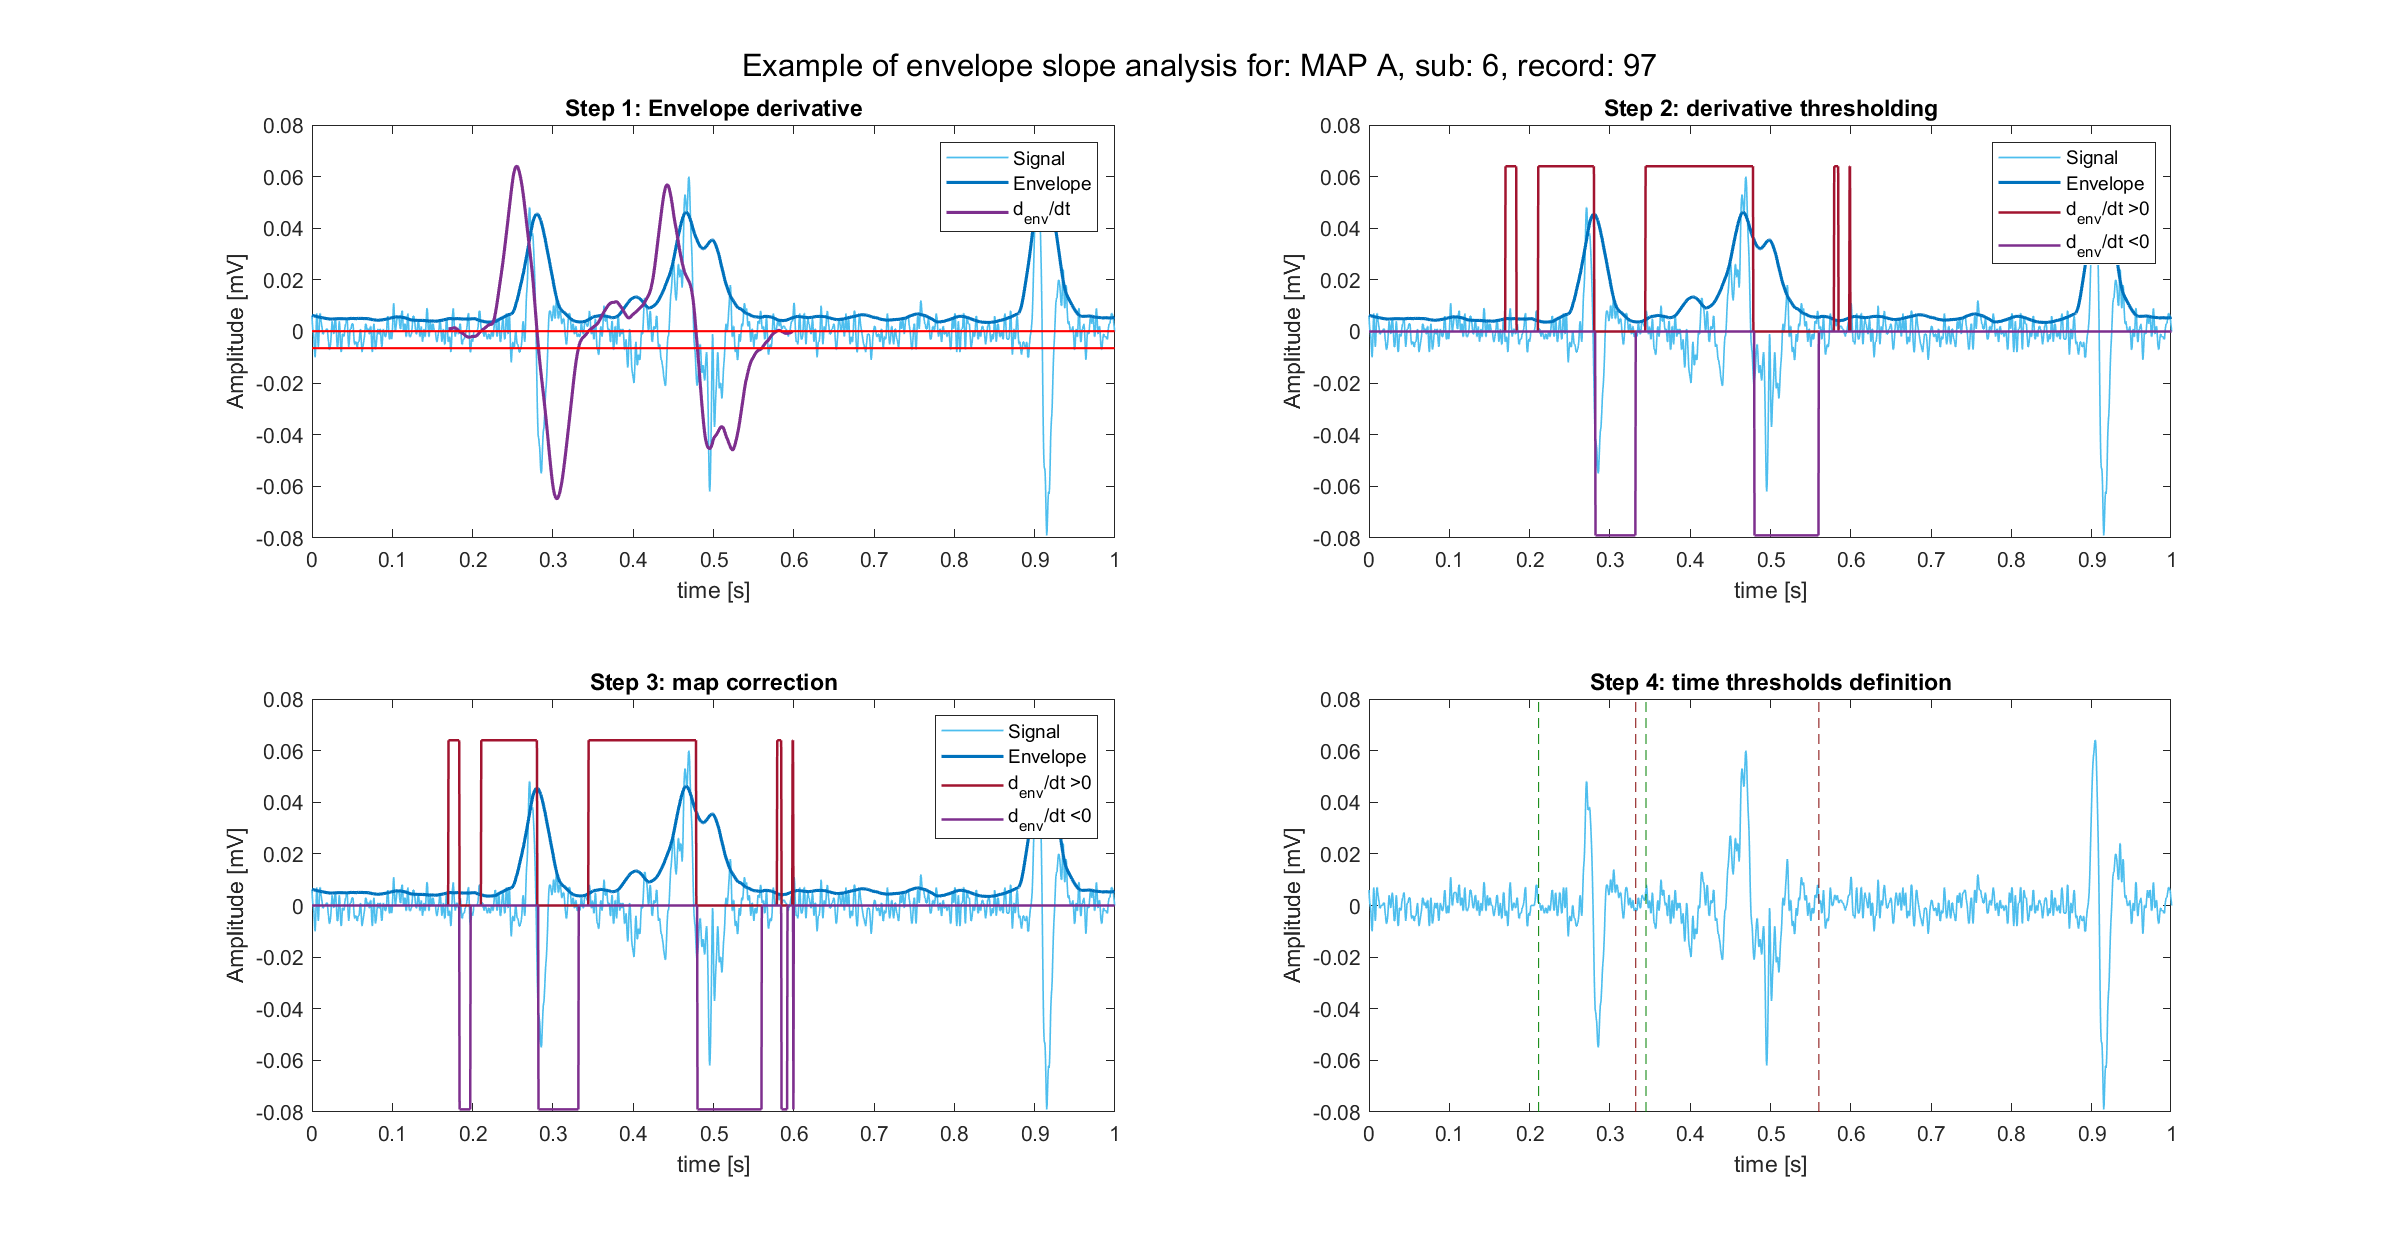 Example of envelope slope analysis for: MAP A, sub: 6, record: 97
Step 1: Envelope derivative
0.08
0.06
0.04
0.02
0
-0.02
-0.04
-0.06
-0.08
Amplitude [mV]
0 0.1 0.2 0.3 0.4 0.5 0.6 0.7 0.8 0.9 1
time [s]
Signal
Envelope
d_env/dt
Step 2: derivative thresholding
0.08
0.06
0.04
0.02
0
-0.02
-0.04
-0.06
-0.08
Amplitude [mV]
0 0.1 0.2 0.3 0.4 0.5 0.6 0.7 0.8 0.9 1
time [s]
Signal
Envelope
d_env/dt >0
d_env/dt <0
Step 3: map correction
0.08
0.06
0.04
0.02
0
-0.02
-0.04
-0.06
-0.08
Amplitude [mV]
0 0.1 0.2 0.3 0.4 0.5 0.6 0.7 0.8 0.9 1
time [s]
Signal
Envelope
d_env/dt >0
d_env/dt <0
Step 4: time thresholds definition
0.08
0.06
0.04
0.02
0
-0.02
-0.04
-0.06
-0.08
Amplitude [mV]
0 0.1 0.2 0.3 0.4 0.5 0.6 0.7 0.8 0.9 1
time [s]